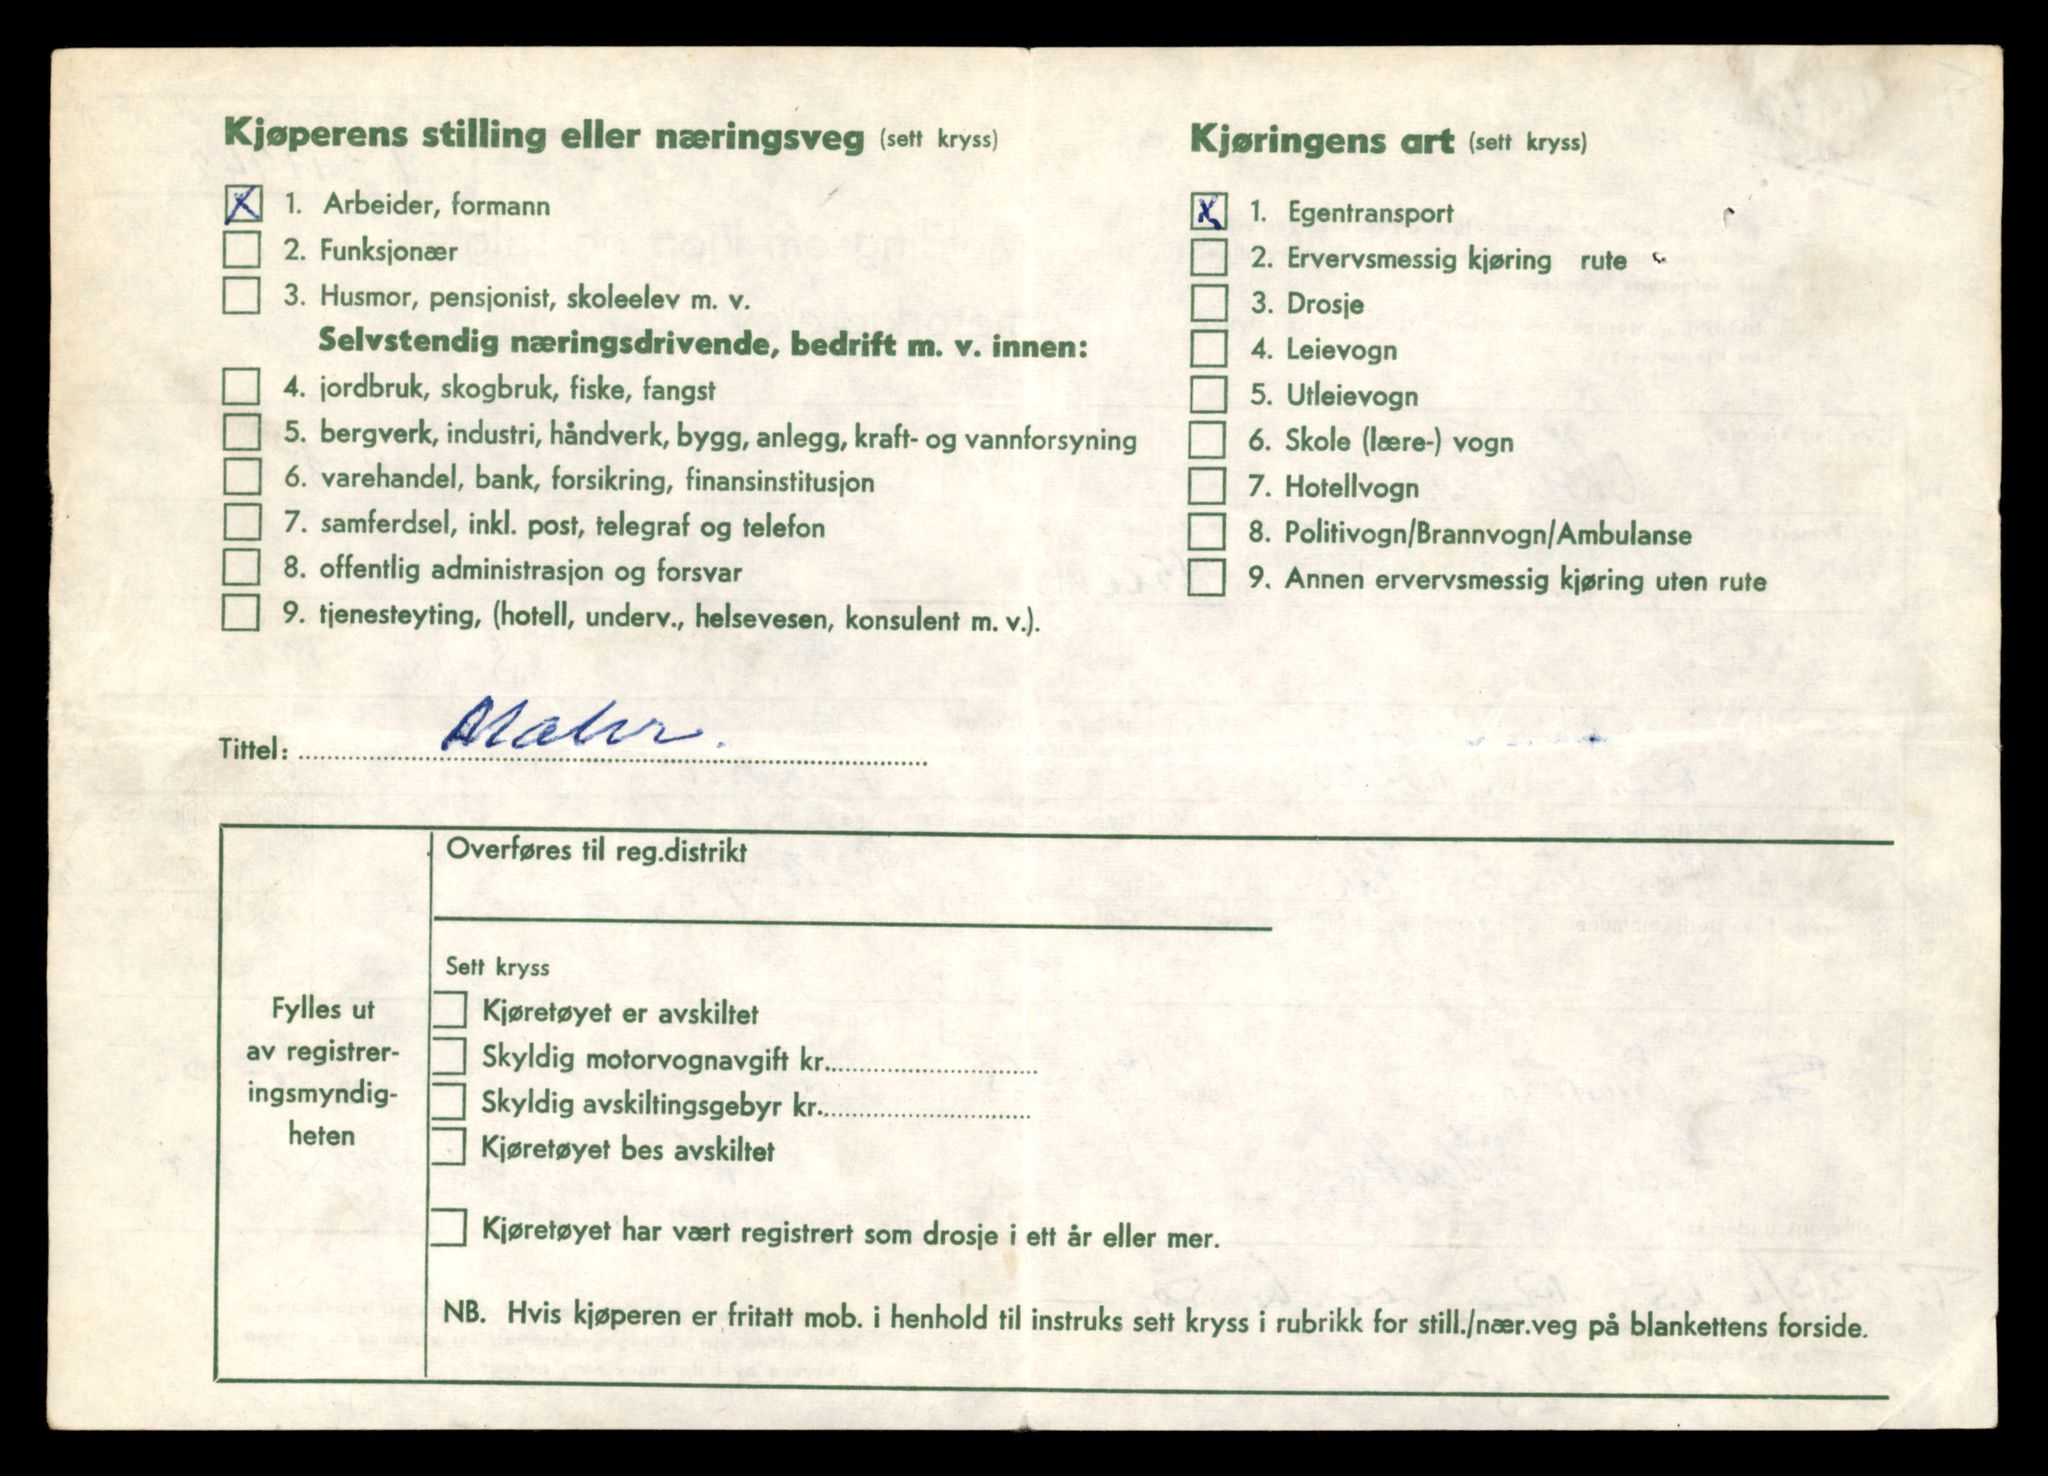 Kjøperens stilling eller næringsveg (sett kryss)
1. Arbeider, formann
2. Funksjonær
3. Husmor, pensjonist, skoleelev m. v.
Selvstendig næringsdrivende, bedrift m. v. innen:
4. jordbruk, skogbruk, fiske, fangst
5. bergverk, industri, håndverk, bygg, anlegg, kraft- og vannforsyning
6. varehandel, bank, forsikring, finansinstitusjon
7. samferdsel, inkl. post, telegraf og telefon
8. offentlig administrasjon og forsvar
9. tjenesteyting, (hotell, underv., helsevesen, konsulent m. v.).
Kjøringens art (sett kryss)
1. Egentransport
2. Ervervsmessig kjøring rute
3. Drosje
4. Leievogn
5. Utleievogn
6. Skole (lære-) vogn
7. Hotellvogn
8. Politivogn/Brannvogn/Ambulanse
9. Annen ervervsmessig kjøring uten rute
Tittel:
Fylles ut
av registrer-
ingsmyndig-
heten
Overføres til reg.distrikt
Sett kryss
Kjøretøyet er avskiltet
Skyldig motorvognavgift kr.
Skyldig avskiltingsgebyr kr.
Kjøretøyet bes avskiltet
Kjøretøyet har vært registrert som drosje i ett år eller mer.
NB. Hvis kjøperen er fritatt mob. i henhold til instruks sett kryss i rubrikk for still./nær.veg på blankettens forside.